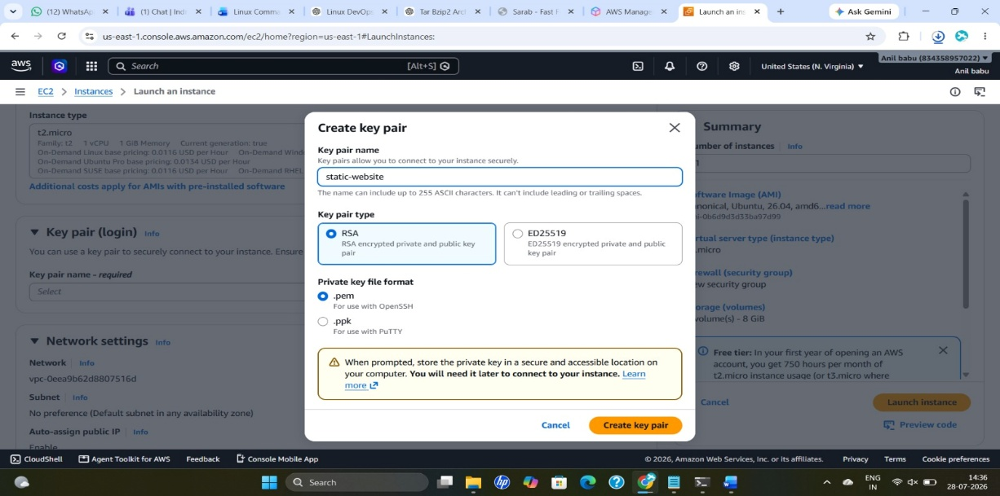 (12) WhatsAp
(1) Chat | Ind
Linux Comma
Linux DevOp
Tar Bzip2 Arc
Sarab - Fast F
AWS Manage
Launch an ins
Ask Gemini
us-east-1.console.aws.amazon.com/ec2/home?region=us-east-1#LaunchInstances:
aws
Search
[Alt+S]
United States (N. Virginia)
Anil babu (834358957022)
Anil babu
EC2 > Instances > Launch an instance
Instance type
t2.micro
Family: t2 1 vCPU 1 GiB Memory Current generation: true
On-Demand Linux base pricing: 0.0116 USD per Hour On-Demand Wind
On-Demand Ubuntu Pro base pricing: 0.0134 USD per Hour
On-Demand SUSE base pricing: 0.0116 USD per Hour On-Demand RHEL
Additional costs apply for AMIs with pre-installed software
Key pair (login) Info
You can use a key pair to securely connect to your instance. Ensure
Key pair name - required
Select
Network settings Info
Network Info
vpc-0eea9b62d8807516d
Subnet Info
No preference (Default subnet in any availability zone)
Auto-assign public IP Info
Enable
Create key pair
Key pair name
Key pairs allow you to connect to your instance securely.
static-website
The name can include up to 255 ASCII characters. It can't include leading or trailing spaces.
Key pair type
RSA
RSA encrypted private and public key
pair
ED25519
ED25519 encrypted private and public
key pair
Private key file format
.pem
For use with OpenSSH
.ppk
For use with PuTTY
When prompted, store the private key in a secure and accessible location on
your computer. You will need it later to connect to your instance. Learn
more
Cancel
Create key pair
Summary
umber of instances Info
1
ftware Image (AMI)
nonical, Ubuntu, 26.04, amd6...read more
ni-0b6d9d3d33ba97d99
rtual server type (instance type)
.micro
rewall (security group)
ew security group
orage (volumes)
volume(s) - 8 GiB
Free tier: In your first year of opening an AWS
account, you get 750 hours per month of
t2.micro instance usage (or t3.micro where
Cancel
Launch instance
Preview code
CloudShell
Agent Toolkit for AWS
Feedback
Console Mobile App
© 2026, Amazon Web Services, Inc. or its affiliates.
Privacy
Terms
Cookie preferences
Search
ENG
IN
14:36
28-07-2026